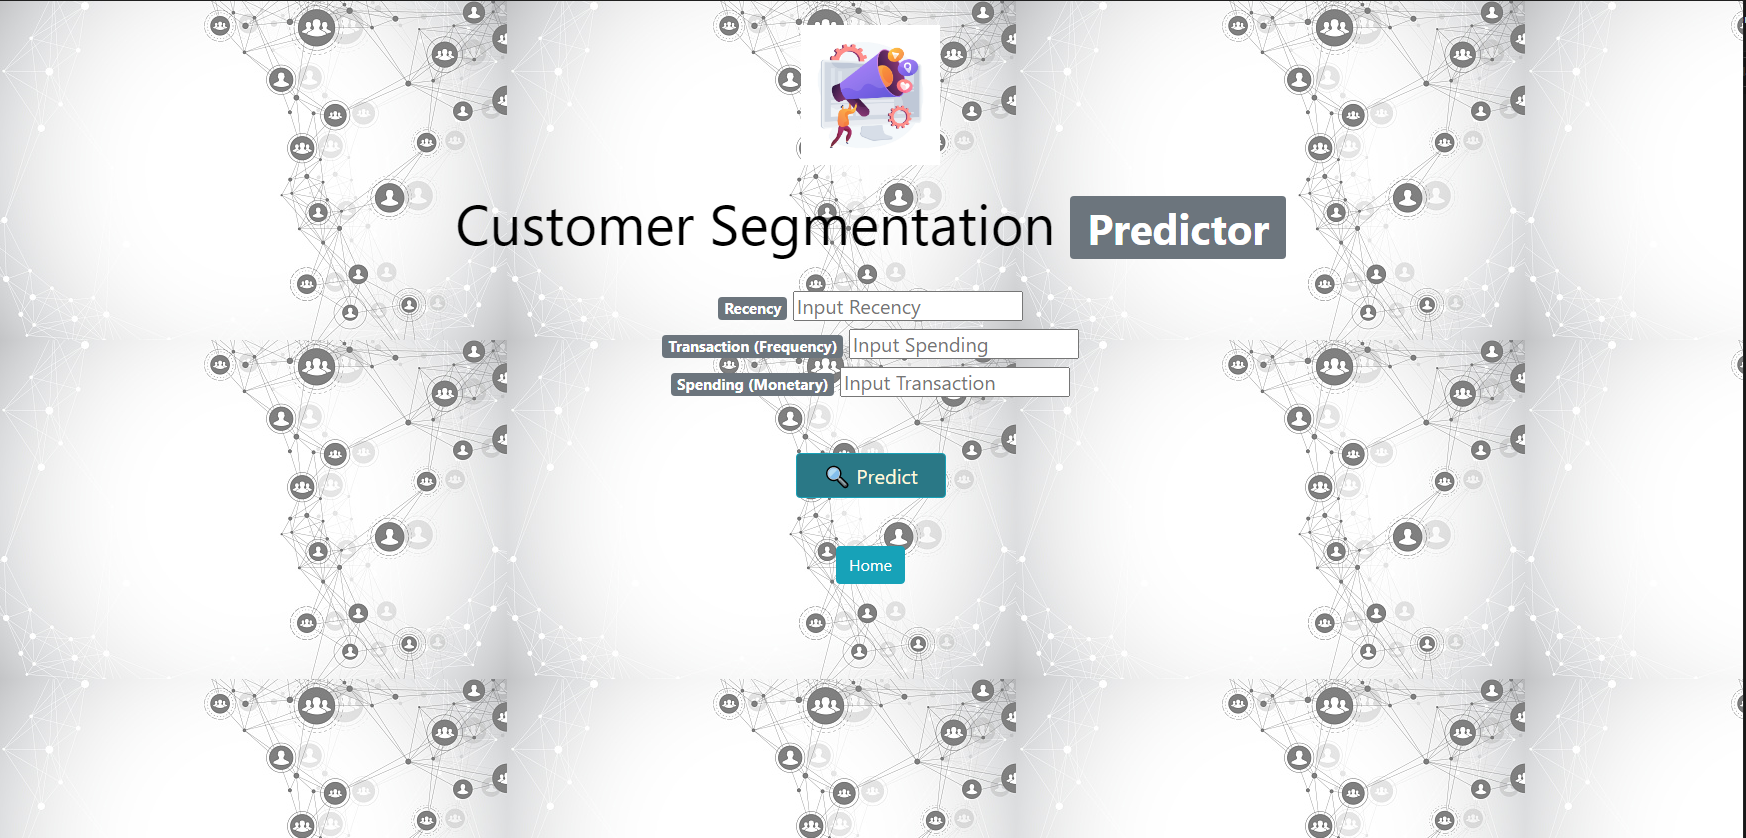 Customer Segmentation Predictor
Recency Input Recency
Transaction (Frequency) Input Spending
Spending (Monetary) Input Transaction
🔍 Predict
Home